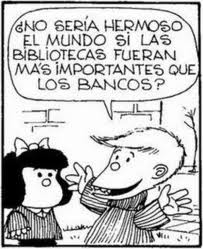 ¿NO SERÍA HERMOSO
EL MUNDO SI LAS
BIBLIOTECAS FUERAN
MÁS IMPORTANTES QUE
LOS BANCOS?